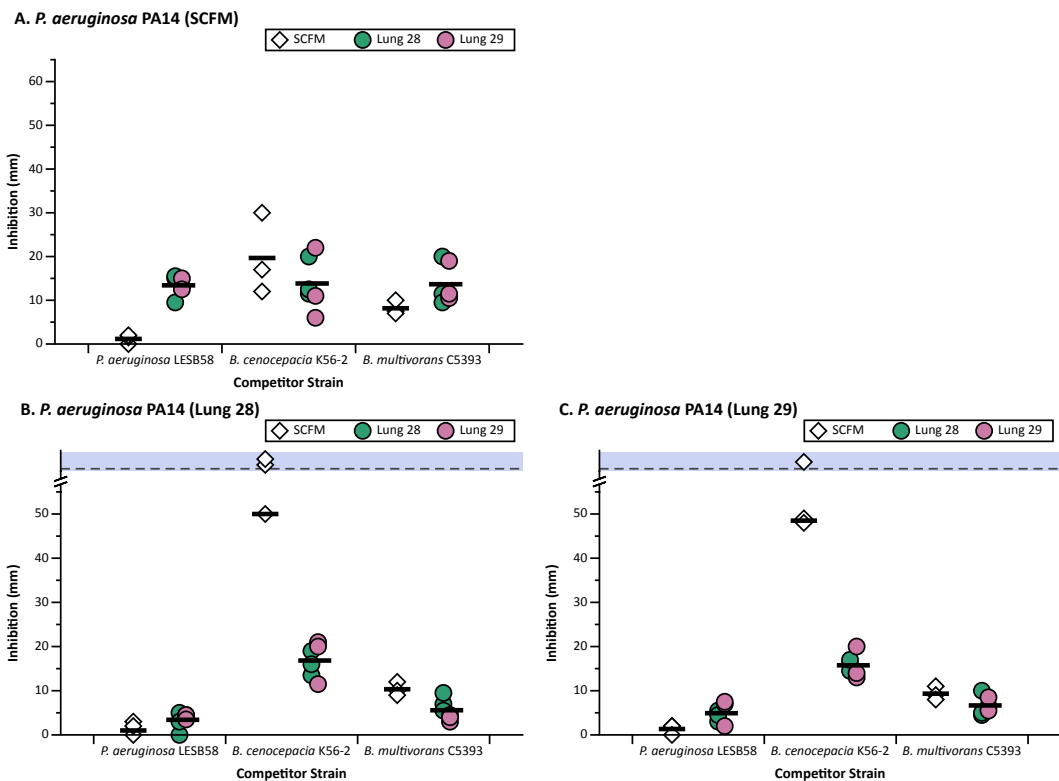 A. P. aeruginosa PA14 (SCFM)
SCFM Lung 28 Lung 29
60
50
40
30
20
10
0
Inhibition (mm)
P. aeruginosa LESB58 B. cenocepacia K56-2 B. multivorans C5393
Competitor Strain
B. P. aeruginosa PA14 (Lung 28)
SCFM Lung 28 Lung 29
50
40
30
20
10
0
Inhibition (mm)
P. aeruginosa LESB58 B. cenocepacia K56-2 B. multivorans C5393
Competitor Strain
C. P. aeruginosa PA14 (Lung 29)
SCFM Lung 28 Lung 29
50
40
30
20
10
0
Inhibition (mm)
P. aeruginosa LESB58 B. cenocepacia K56-2 B. multivorans C5393
Competitor Strain